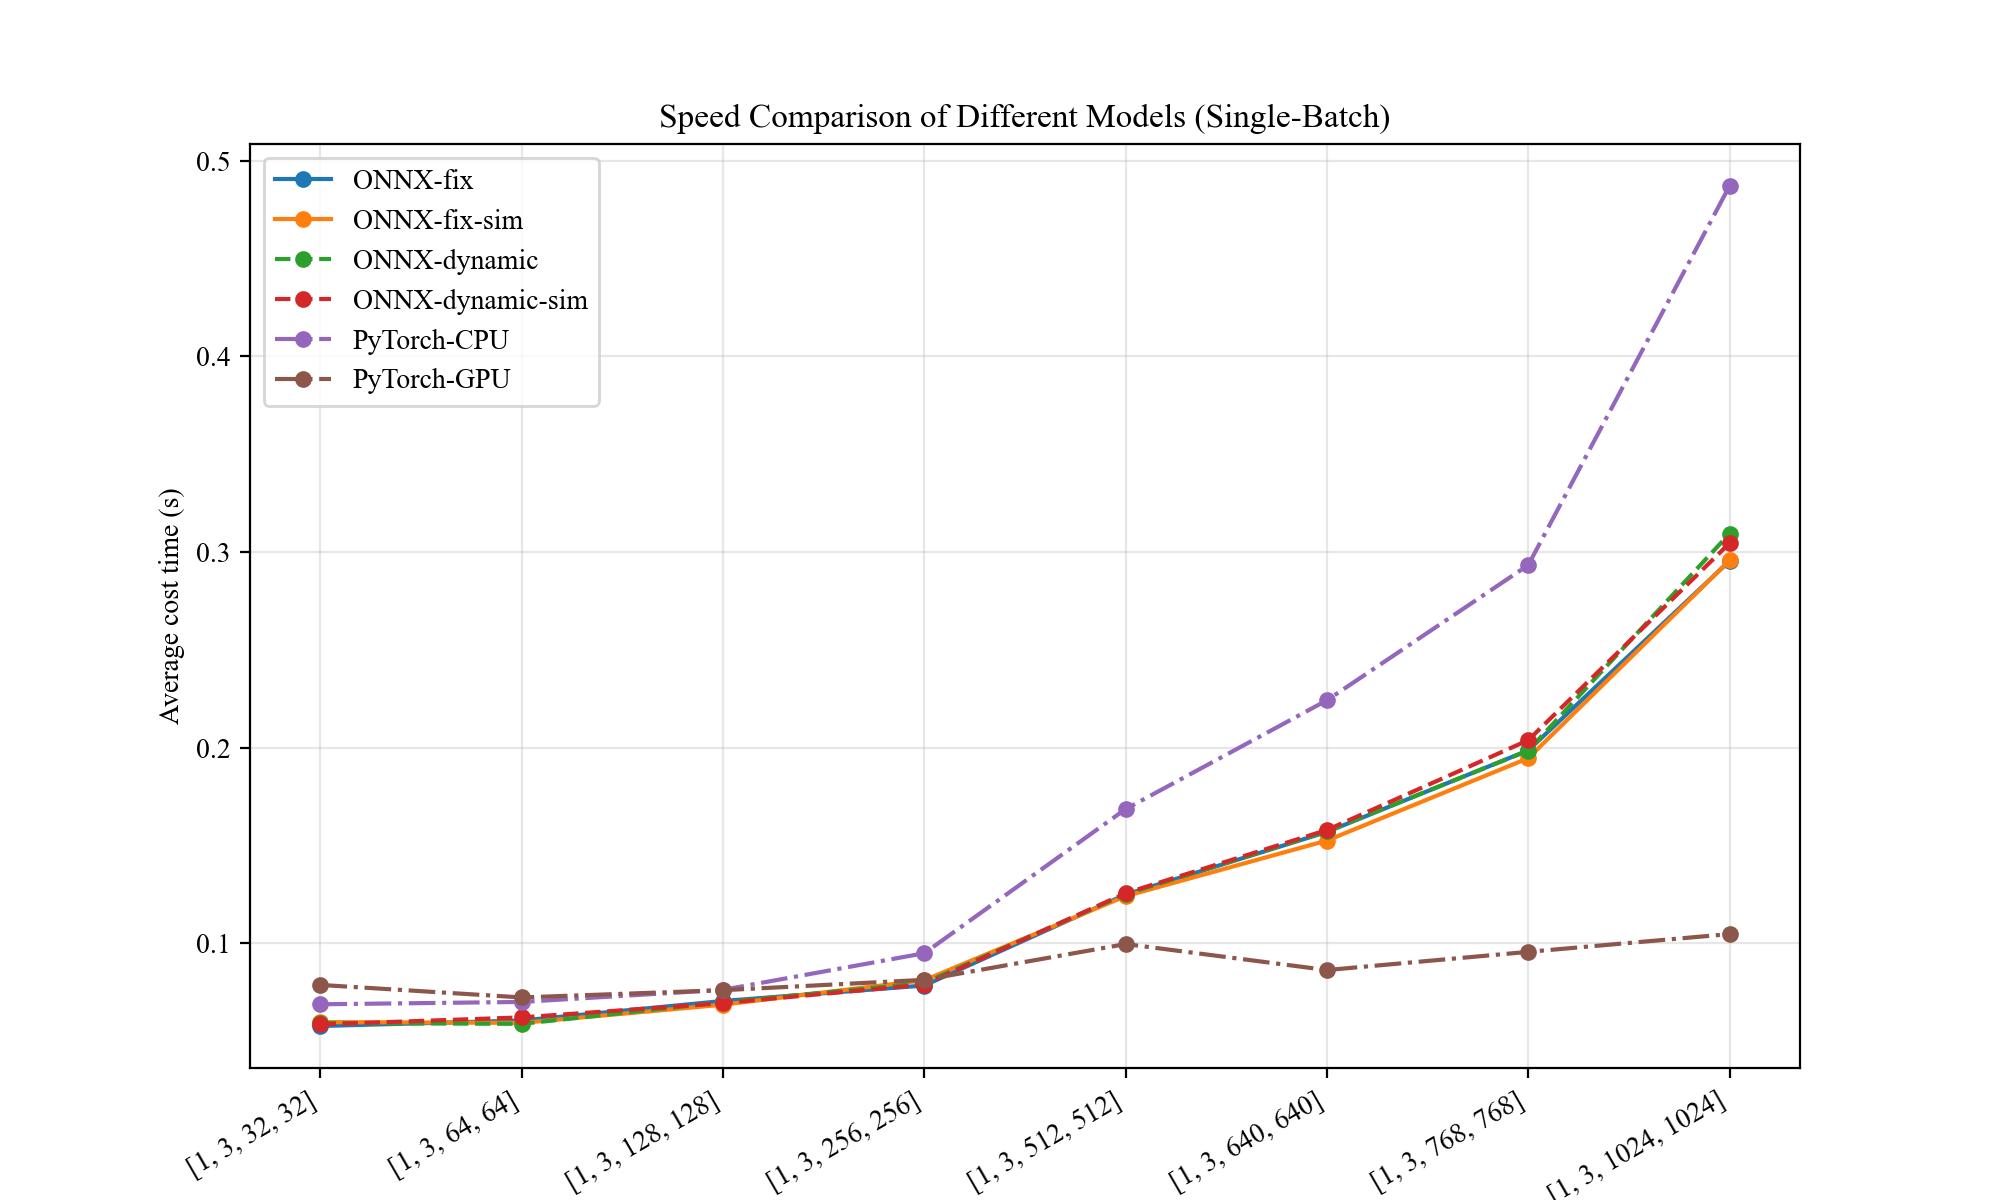 Speed Comparison of Different Models (Single-Batch)
ONNX-fix
ONNX-fix-sim
ONNX-dynamic
ONNX-dynamic-sim
PyTorch-CPU
PyTorch-GPU
Average cost time (s)
0.5
0.4
0.3
0.2
0.1
[1, 3, 32, 32]
[1, 3, 64, 64]
[1, 3, 128, 128]
[1, 3, 256, 256]
[1, 3, 512, 512]
[1, 3, 640, 640]
[1, 3, 768, 768]
[1, 3, 1024, 1024]